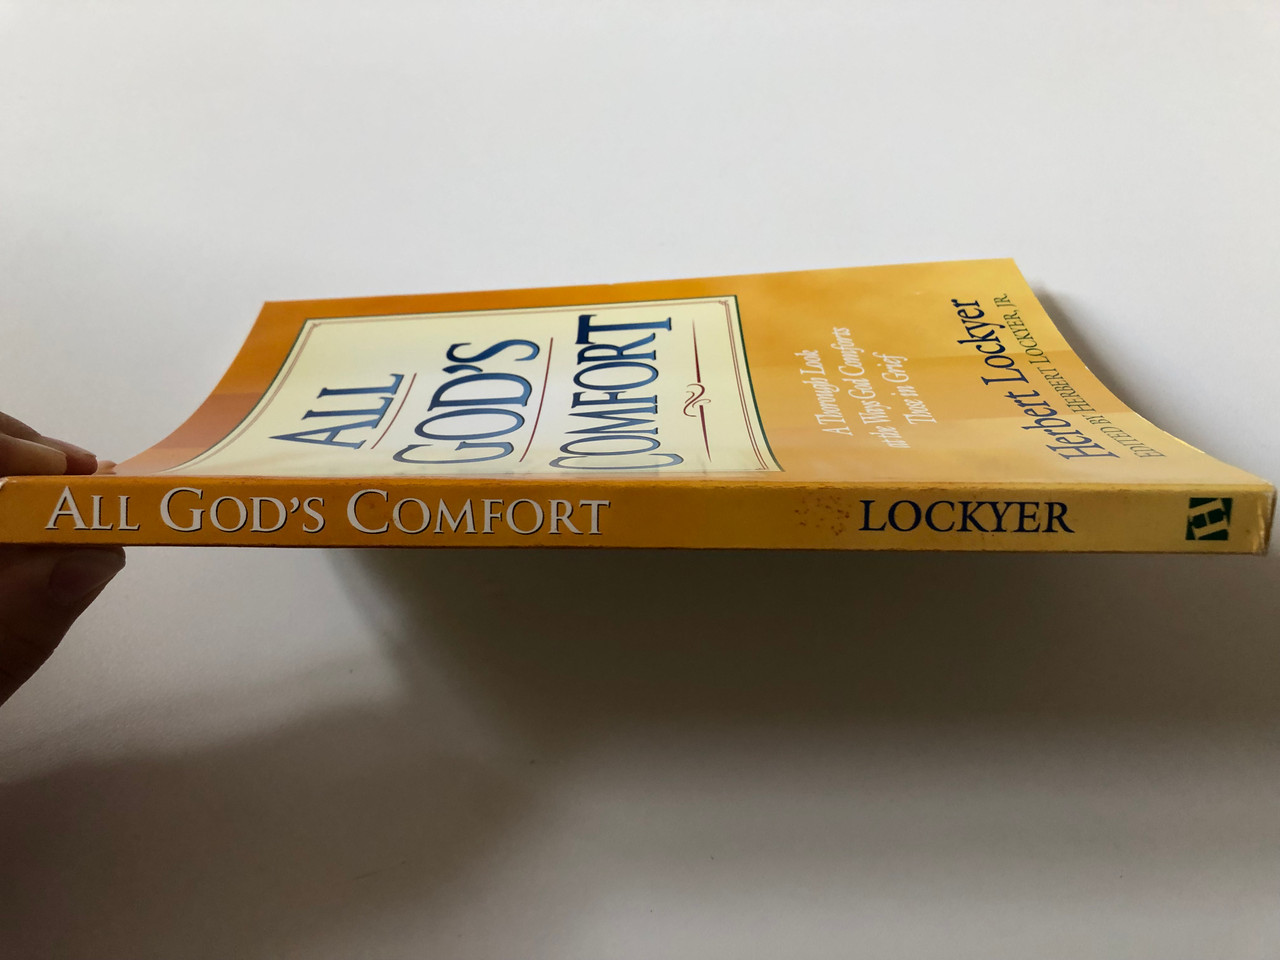 ALL
GOD'S
COMFORT
A Thorough Look
at the Ways God Comforts
Those in Grief
Herbert Lockyer
EDITED BY HERBERT LOCKYER, JR.
ALL GOD'S COMFORT LOCKYER